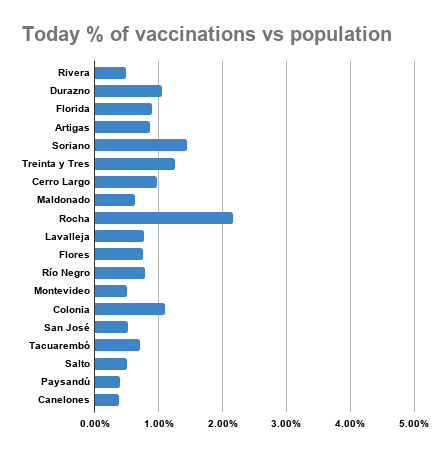 Today % of vaccinations vs population
Rivera
Durazno
Florida
Artigas
Soriano
Treinta y Tres
Cerro Largo
Maldonado
Rocha
Lavalleja
Flores
Río Negro
Montevideo
Colonia
San José
Tacuarembó
Salto
Paysandú
Canelones
0.00% 1.00% 2.00% 3.00% 4.00% 5.00%